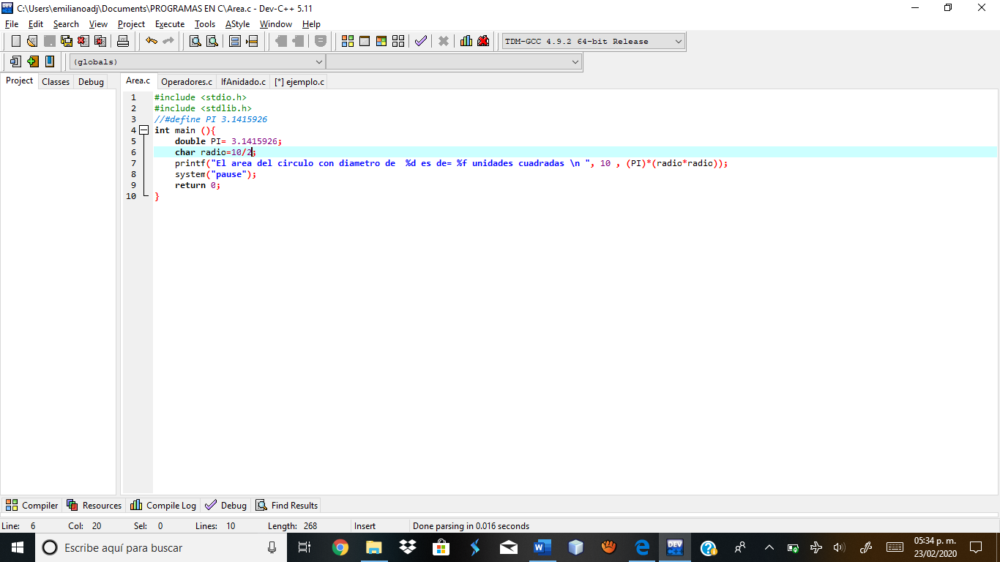 C:\Users\emilianoadj\Documents\PROGRAMAS EN C\Area.c - Dev-C++ 5.11
File Edit Search View Project Execute Tools AStyle Window Help
TDM-GCC 4.9.2 64-bit Release
(globals)
Project Classes Debug Area.c Operadores.c IfAnidado.c [*] ejemplo.c
1 #include <stdio.h>
2 #include <stdlib.h>
3 //#define PI 3.1415926
4 int main (){
5 double PI= 3.1415926;
6 char radio=10/2;
7 printf("El area del circulo con diametro de  %d es de= %f unidades cuadradas \n ", 10 , (PI)*(radio*radio));
8 system("pause");
9 return 0;
10 }
Compiler Resources Compile Log Debug Find Results
Line: 6 Col: 20 Sel: 0 Lines: 10 Length: 268 Insert Done parsing in 0.016 seconds
Escribe aquí para buscar
W
DEV
05:34 p. m.
23/02/2020